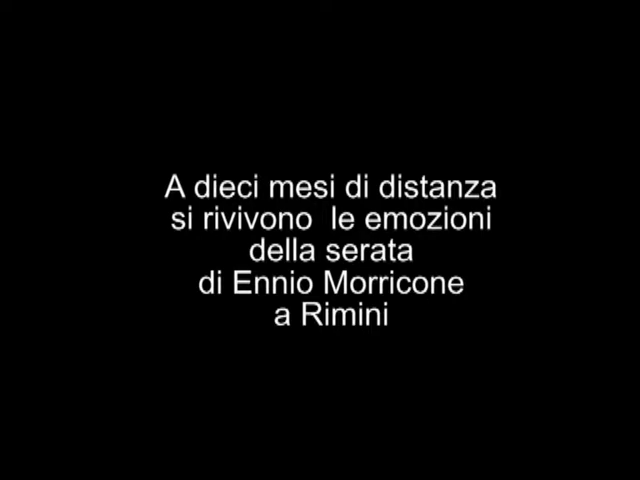 A dieci mesi di distanza
si rivivono  le emozioni
della serata
di Ennio Morricone
a Rimini